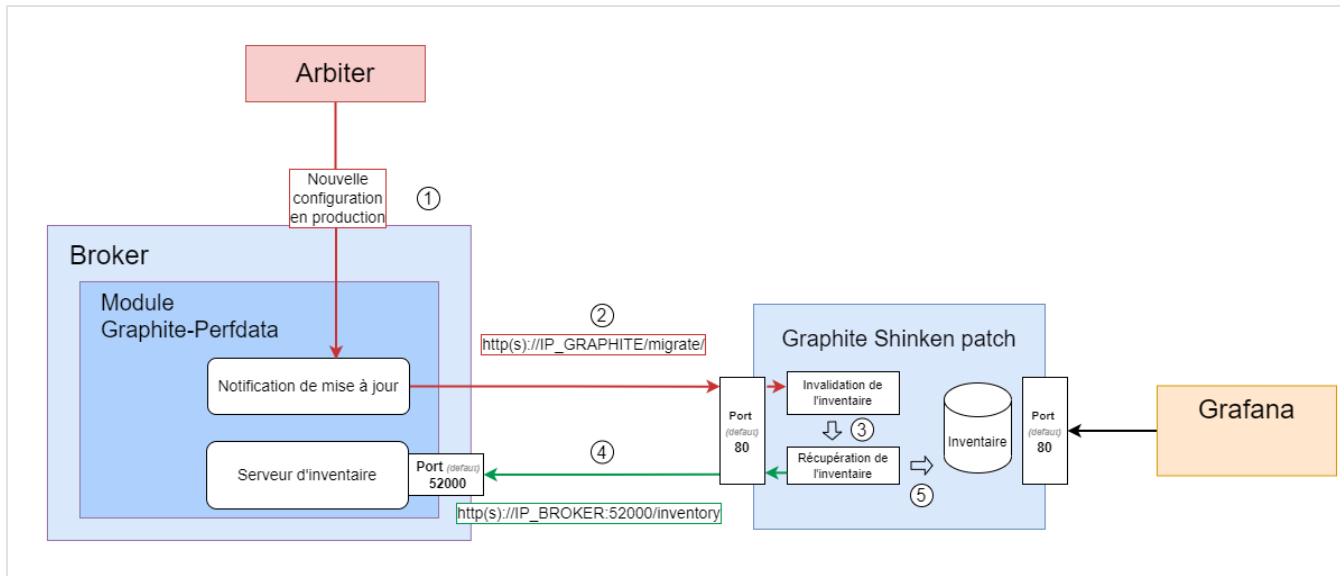 Arbiter
Nouvelle
configuration
en production
①
Broker
Module
Graphite-Perfdata
Notification de mise à jour
Serveur d'inventaire
Port (defaut)
52000
②
http(s)://IP_GRAPHITE/migrate/
④
http(s)://IP_BROKER:52000/inventory
Graphite Shinken patch
Port
(defaut)
80
Invalidation de
l'inventaire
③
Récupération de
l'inventaire
⑤
Inventaire
Port
(defaut)
80
Grafana